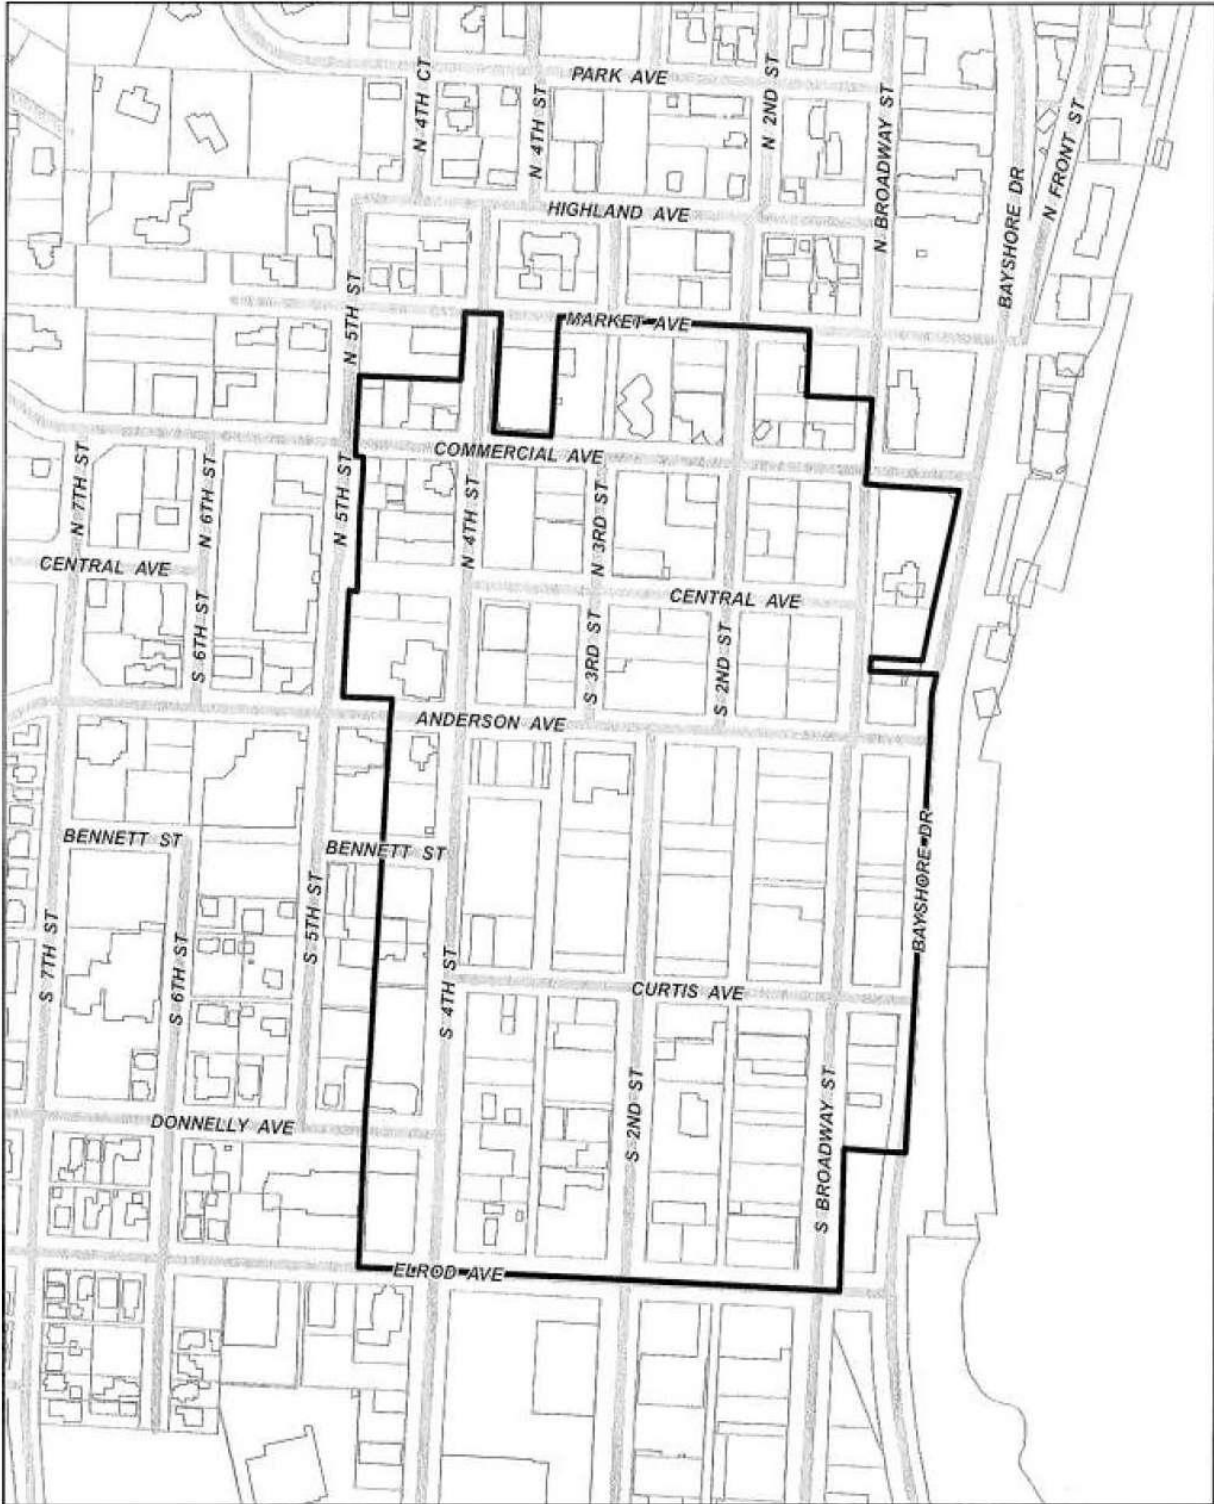 PARK AVE
N 4TH CT
N 4TH ST
N 2ND ST
N BROADWAY ST
BAYSHORE DR
N FRONT ST
HIGHLAND AVE
N 5TH ST
MARKET AVE
COMMERCIAL AVE
N 7TH ST
N 6TH ST
N 5TH ST
N 4TH ST
N 3RD ST
CENTRAL AVE
CENTRAL AVE
S 6TH ST
S 3RD ST
S 2ND ST
ANDERSON AVE
BENNETT ST
BENNETT ST
BAYSHORE DR
S 7TH ST
S 6TH ST
S 5TH ST
S 4TH ST
CURTIS AVE
S 2ND ST
S BROADWAY ST
DONNELLY AVE
ELROD AVE